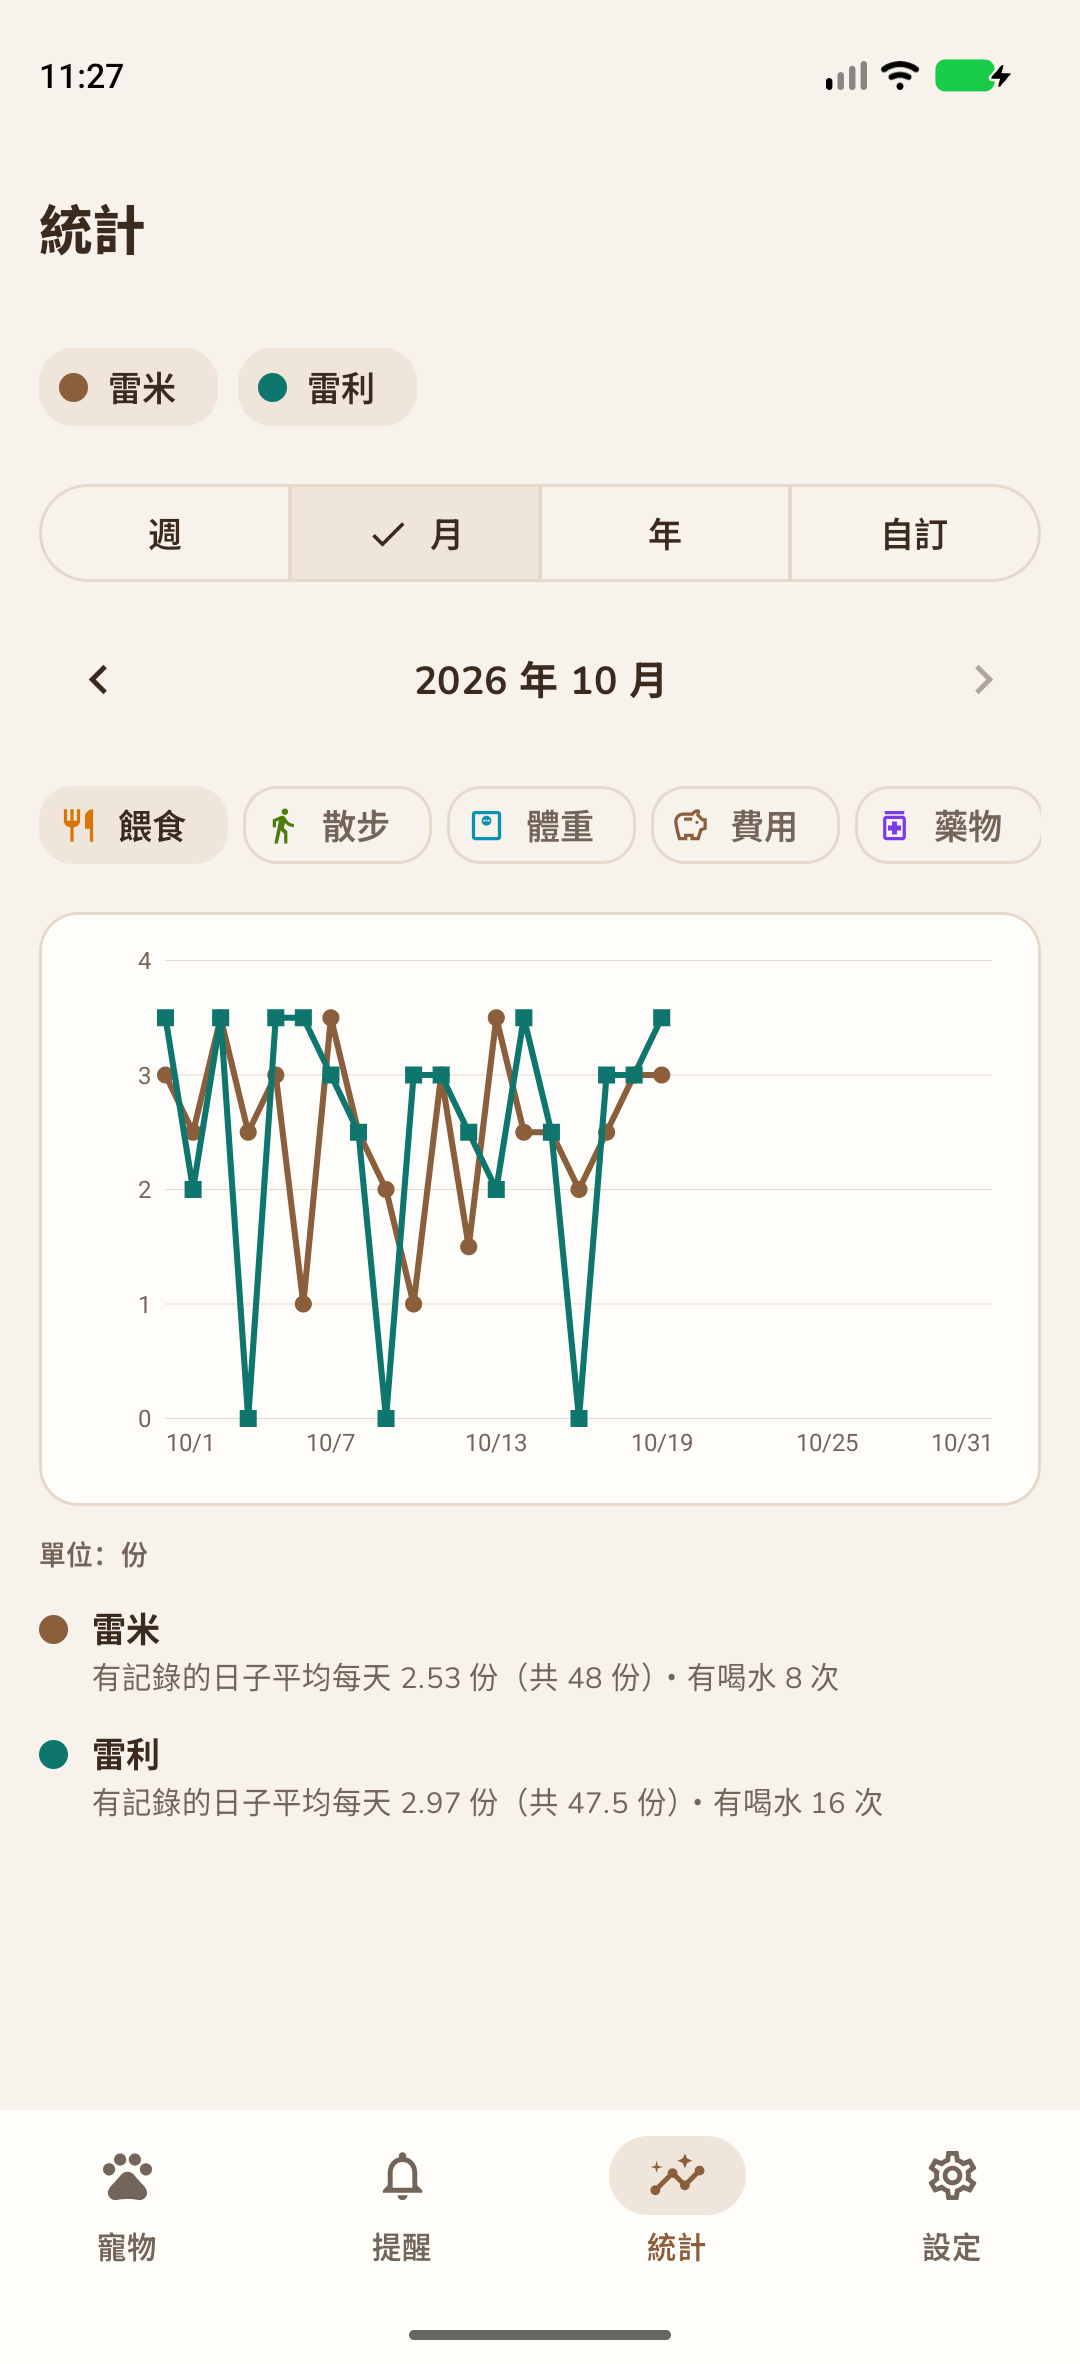 11:27
統計
雷米 雷利
週 月 年 自訂
2026 年 10 月
餵食 散步 體重 費用 藥物
4
3
2
1
0
10/1 10/7 10/13 10/19 10/25 10/31
單位：份
雷米
有記錄的日子平均每天 2.53 份（共 48 份）• 有喝水 8 次
雷利
有記錄的日子平均每天 2.97 份（共 47.5 份）• 有喝水 16 次
寵物 提醒 統計 設定